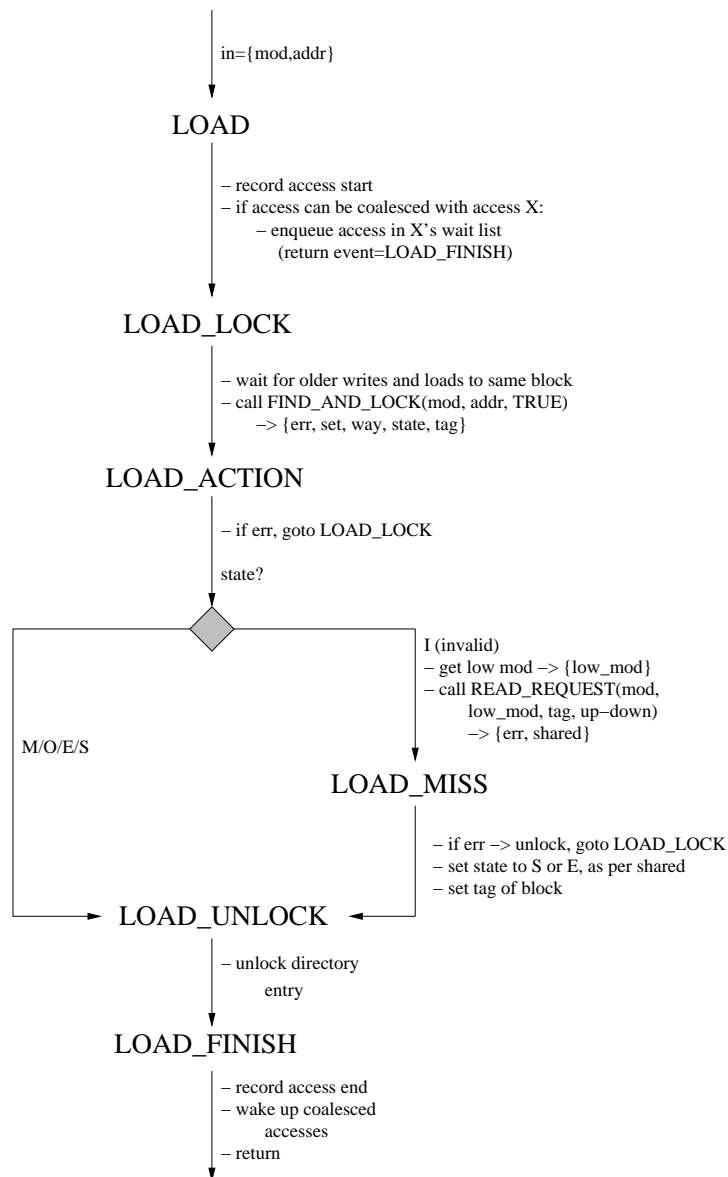 in={mod,addr}
LOAD
– record access start
– if access can be coalesced with access X:
– enqueue access in X's wait list
(return event=LOAD_FINISH)
LOAD_LOCK
– wait for older writes and loads to same block
– call FIND_AND_LOCK(mod, addr, TRUE)
–> {err, set, way, state, tag}
LOAD_ACTION
– if err, goto LOAD_LOCK
state?
I (invalid)
– get low mod –> {low_mod}
– call READ_REQUEST(mod,
low_mod, tag, up–down)
–> {err, shared}
M/O/E/S
LOAD_MISS
– if err –> unlock, goto LOAD_LOCK
– set state to S or E, as per shared
– set tag of block
LOAD_UNLOCK
– unlock directory
entry
LOAD_FINISH
– record access end
– wake up coalesced
accesses
– return